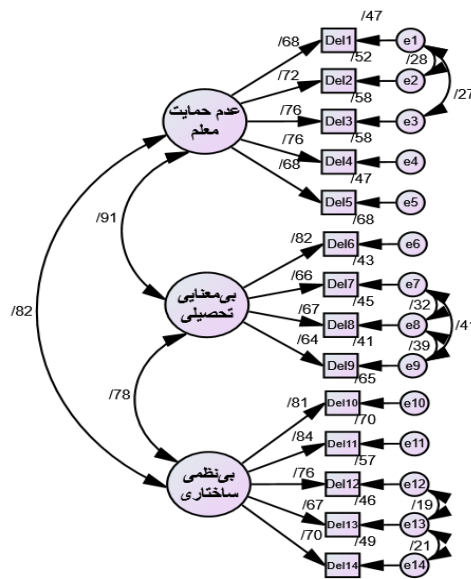 /47
/68
Del1
e1
/52
/28
/72
Del2
e2
/58
/27
عدم حمایت
معلم
/76
Del3
e3
/58
/76
Del4
e4
/47
/68
Del5
e5
/68
/91
/82
Del6
e6
/43
/82
/66
Del7
e7
/45
/32
بی‌معنایی
تحصیلی
/67
Del8
e8
/41
/41
/39
/64
Del9
e9
/65
/78
/81
Del10
e10
/70
/84
Del11
e11
/57
بی‌نظمی
ساختاری
/76
Del12
e12
/46
/19
/67
Del13
e13
/49
/21
/70
Del14
e14